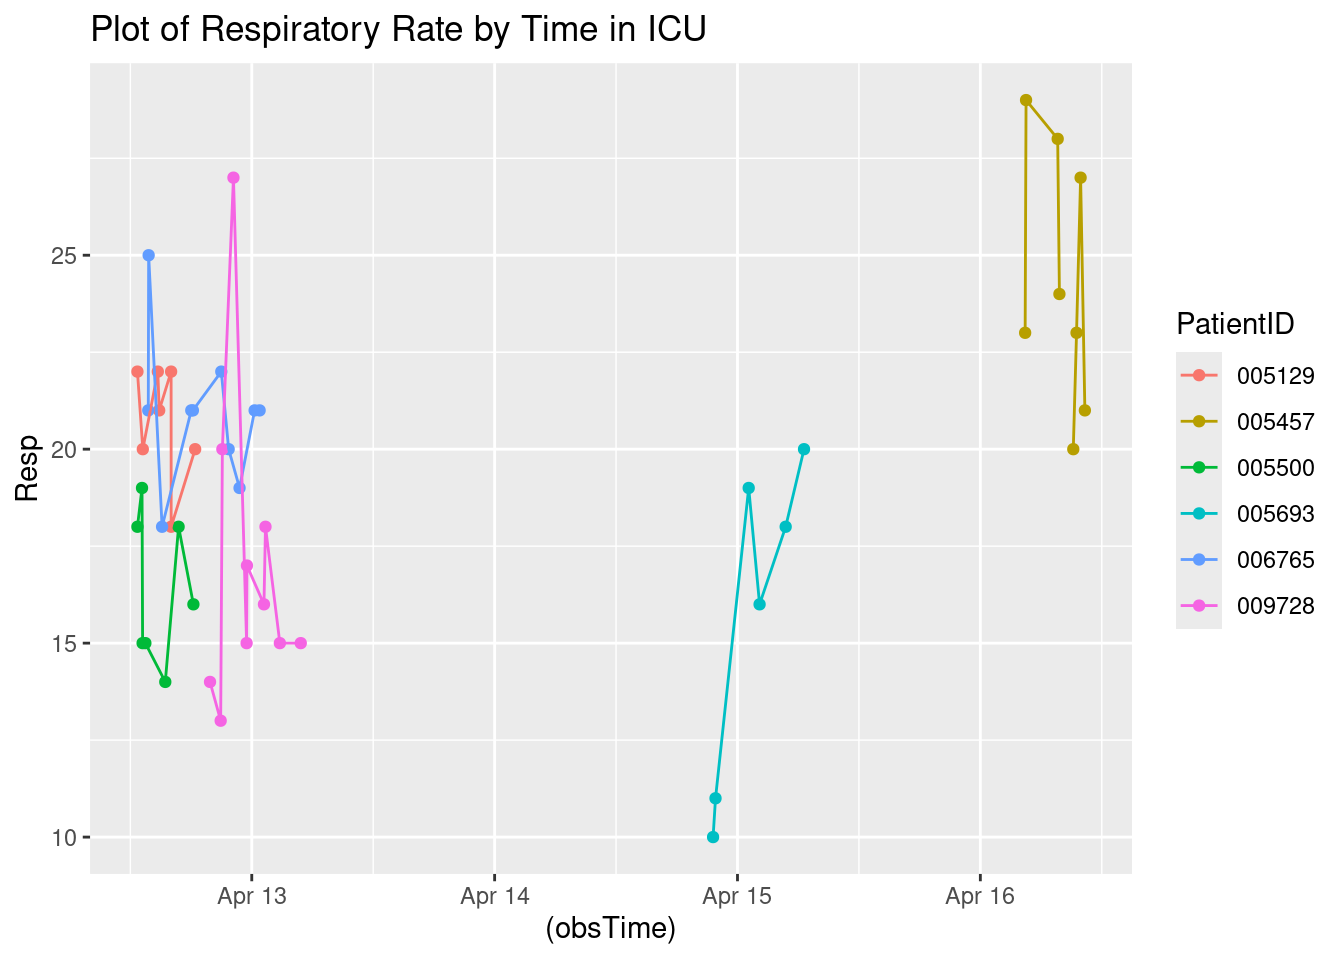 Plot of Respiratory Rate by Time in ICU
Resp
25
20
15
10
Apr 13
Apr 14
Apr 15
Apr 16
(obsTime)
PatientID
005129
005457
005500
005693
006765
009728